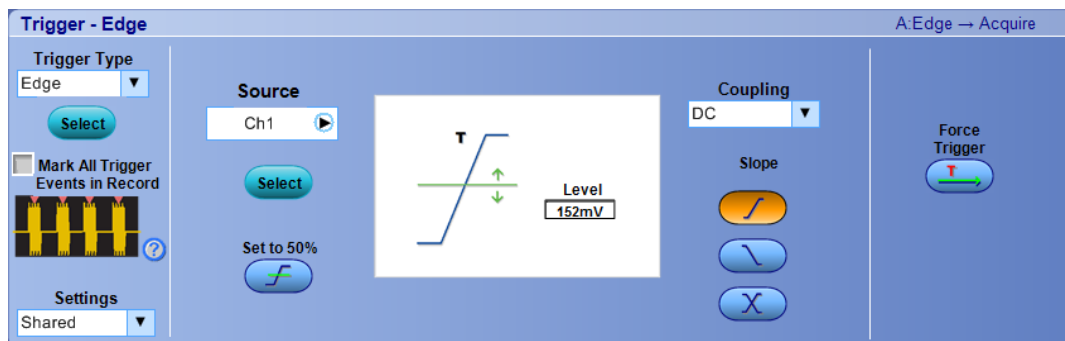 Trigger - Edge
A:Edge → Acquire
Trigger Type
Edge
Select
Mark All Trigger
Events in Record
?
Settings
Shared
Source
Ch1
Select
Set to 50%
T
Level
152mV
Coupling
DC
Slope
Force
Trigger
T